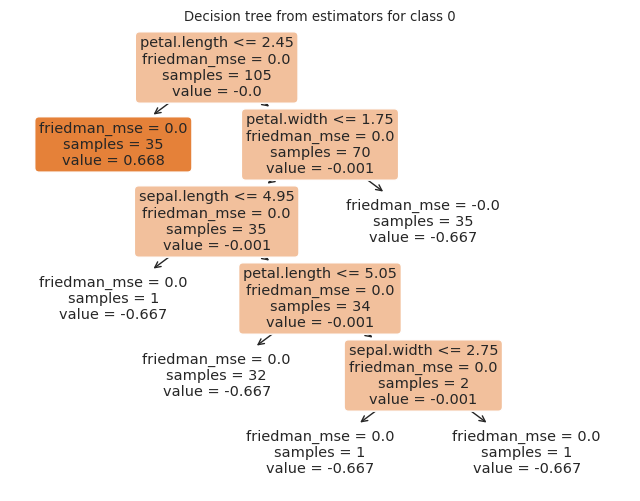 Decision tree from estimators for class 0
petal.length <= 2.45
friedman_mse = 0.0
samples = 105
value = -0.0
friedman_mse = 0.0
samples = 35
value = 0.668
petal.width <= 1.75
friedman_mse = 0.0
samples = 70
value = -0.001
sepal.length <= 4.95
friedman_mse = 0.0
samples = 35
value = -0.001
friedman_mse = -0.0
samples = 35
value = -0.667
friedman_mse = 0.0
samples = 1
value = -0.667
petal.length <= 5.05
friedman_mse = 0.0
samples = 34
value = -0.001
friedman_mse = 0.0
samples = 32
value = -0.667
sepal.width <= 2.75
friedman_mse = 0.0
samples = 2
value = -0.001
friedman_mse = 0.0
samples = 1
value = -0.667
friedman_mse = 0.0
samples = 1
value = -0.667